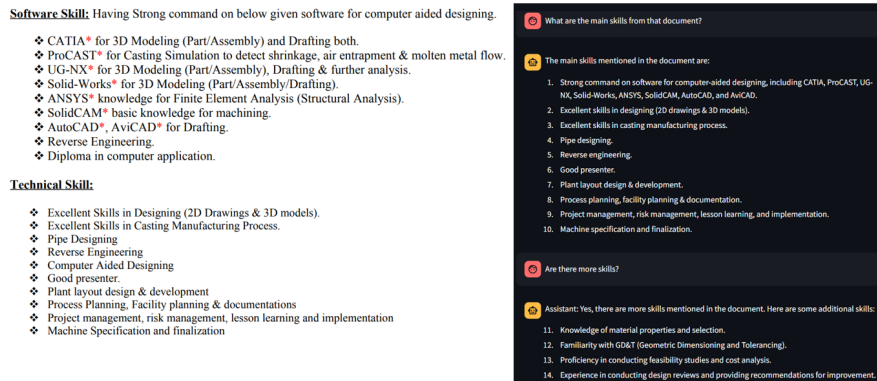 Software Skill: Having Strong command on below given software for computer aided designing.
❖ CATIA* for 3D Modeling (Part/Assembly) and Drafting both.
❖ ProCAST* for Casting Simulation to detect shrinkage, air entrapment & molten metal flow.
❖ UG-NX* for 3D Modeling (Part/Assembly), Drafting & further analysis.
❖ Solid-Works* for 3D Modeling (Part/Assembly/Drafting).
❖ ANSYS* knowledge for Finite Element Analysis (Structural Analysis).
❖ SolidCAM* basic knowledge for machining.
❖ AutoCAD*, AviCAD* for Drafting.
❖ Reverse Engineering.
❖ Diploma in computer application.
Technical Skill:
❖ Excellent Skills in Designing (2D Drawings & 3D models).
❖ Excellent Skills in Casting Manufacturing Process.
❖ Pipe Designing
❖ Reverse Engineering
❖ Computer Aided Designing
❖ Good presenter.
❖ Plant layout design & development
❖ Process Planning, Facility planning & documentations
❖ Project management, risk management, lesson learning and implementation
❖ Machine Specification and finalization
What are the main skills from that document?
The main skills mentioned in the document are:
1. Strong command on software for computer-aided designing, including CATIA, ProCAST, UG-
NX, Solid-Works, ANSYS, SolidCAM, AutoCAD, and AviCAD.
2. Excellent skills in designing (2D drawings & 3D models).
3. Excellent skills in casting manufacturing process.
4. Pipe designing.
5. Reverse engineering.
6. Good presenter.
7. Plant layout design & development.
8. Process planning, facility planning & documentation.
9. Project management, risk management, lesson learning, and implementation.
10. Machine specification and finalization.
Are there more skills?
Assistant: Yes, there are more skills mentioned in the document. Here are some additional skills:
11. Knowledge of material properties and selection.
12. Familiarity with GD&T (Geometric Dimensioning and Tolerancing).
13. Proficiency in conducting feasibility studies and cost analysis.
14. Experience in conducting design reviews and providing recommendations for improvement.